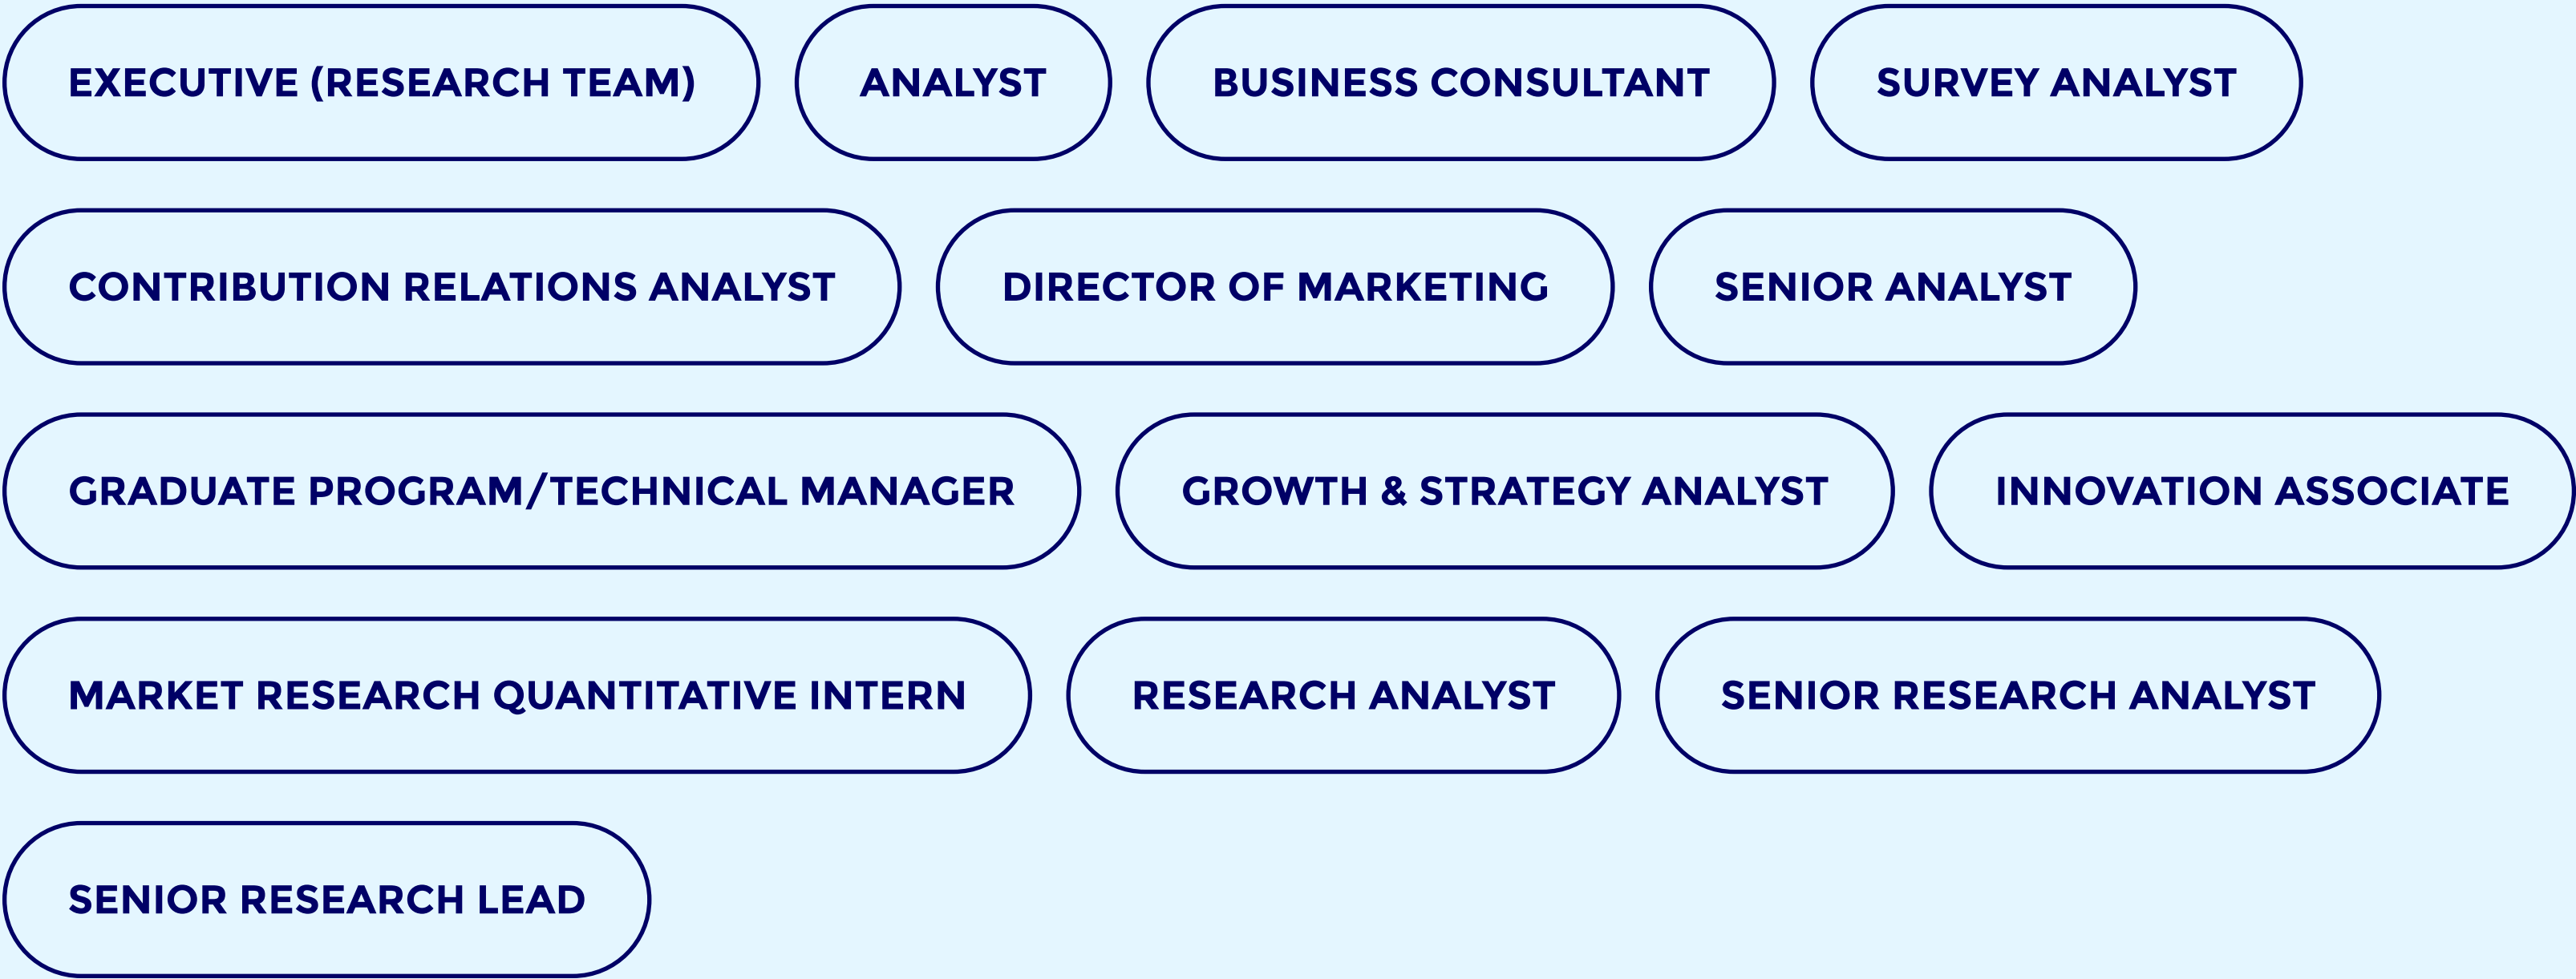 EXECUTIVE (RESEARCH TEAM)
ANALYST
BUSINESS CONSULTANT
SURVEY ANALYST
CONTRIBUTION RELATIONS ANALYST
DIRECTOR OF MARKETING
SENIOR ANALYST
GRADUATE PROGRAM/TECHNICAL MANAGER
GROWTH & STRATEGY ANALYST
INNOVATION ASSOCIATE
MARKET RESEARCH QUANTITATIVE INTERN
RESEARCH ANALYST
SENIOR RESEARCH ANALYST
SENIOR RESEARCH LEAD